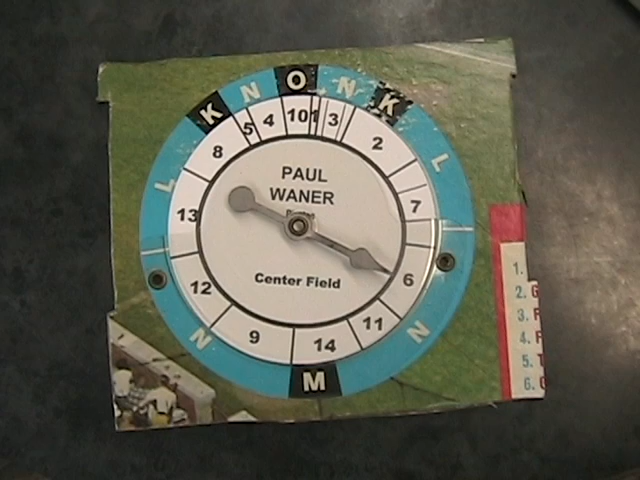 K N O N K
L L
5 4 10 1 3
8 2
13 7
PAUL
WANER
Center Field
12 6
9 14 11
N N
M
1.
2. G
3. F
4. F
5. T
6.